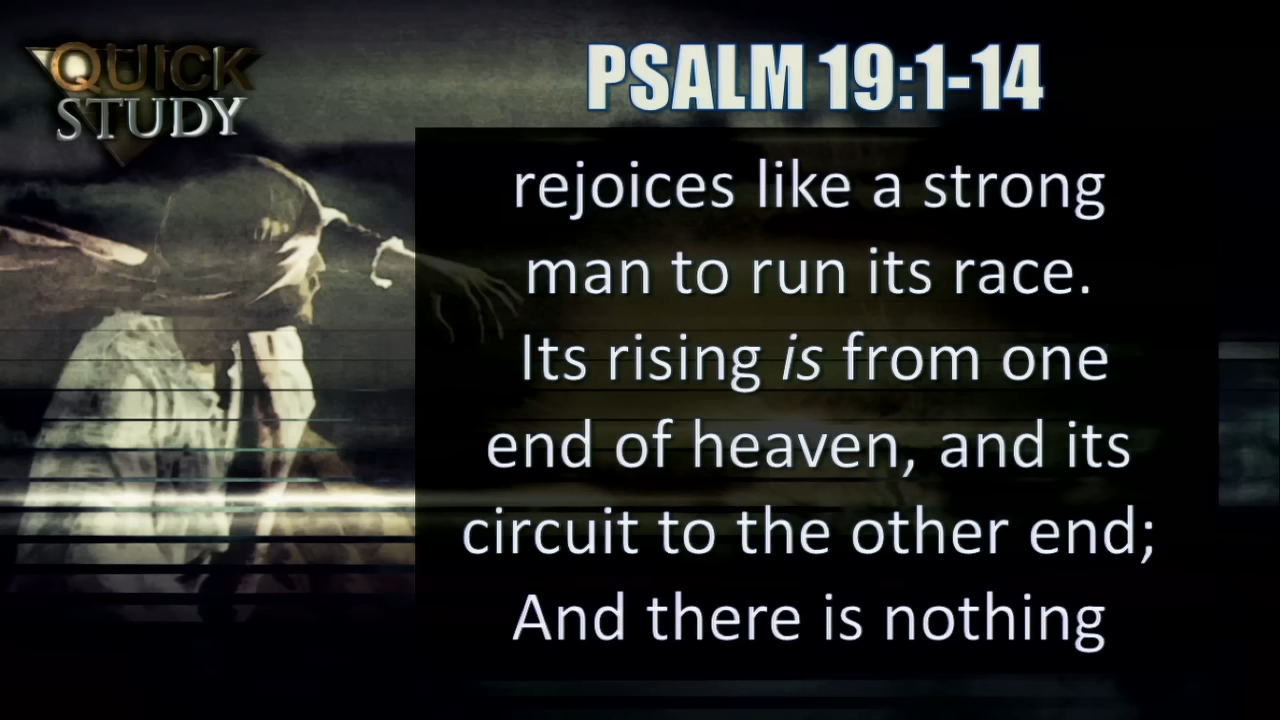 QUICK
STUDY
PSALM 19:1-14
rejoices like a strong
man to run its race.
Its rising is from one
end of heaven, and its
circuit to the other end;
And there is nothing